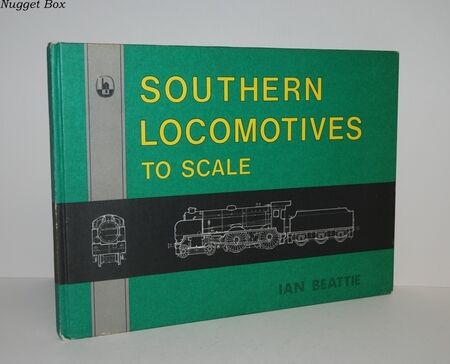 Nugget Box
SOUTHERN
LOCOMOTIVES
TO SCALE
IAN BEATTIE